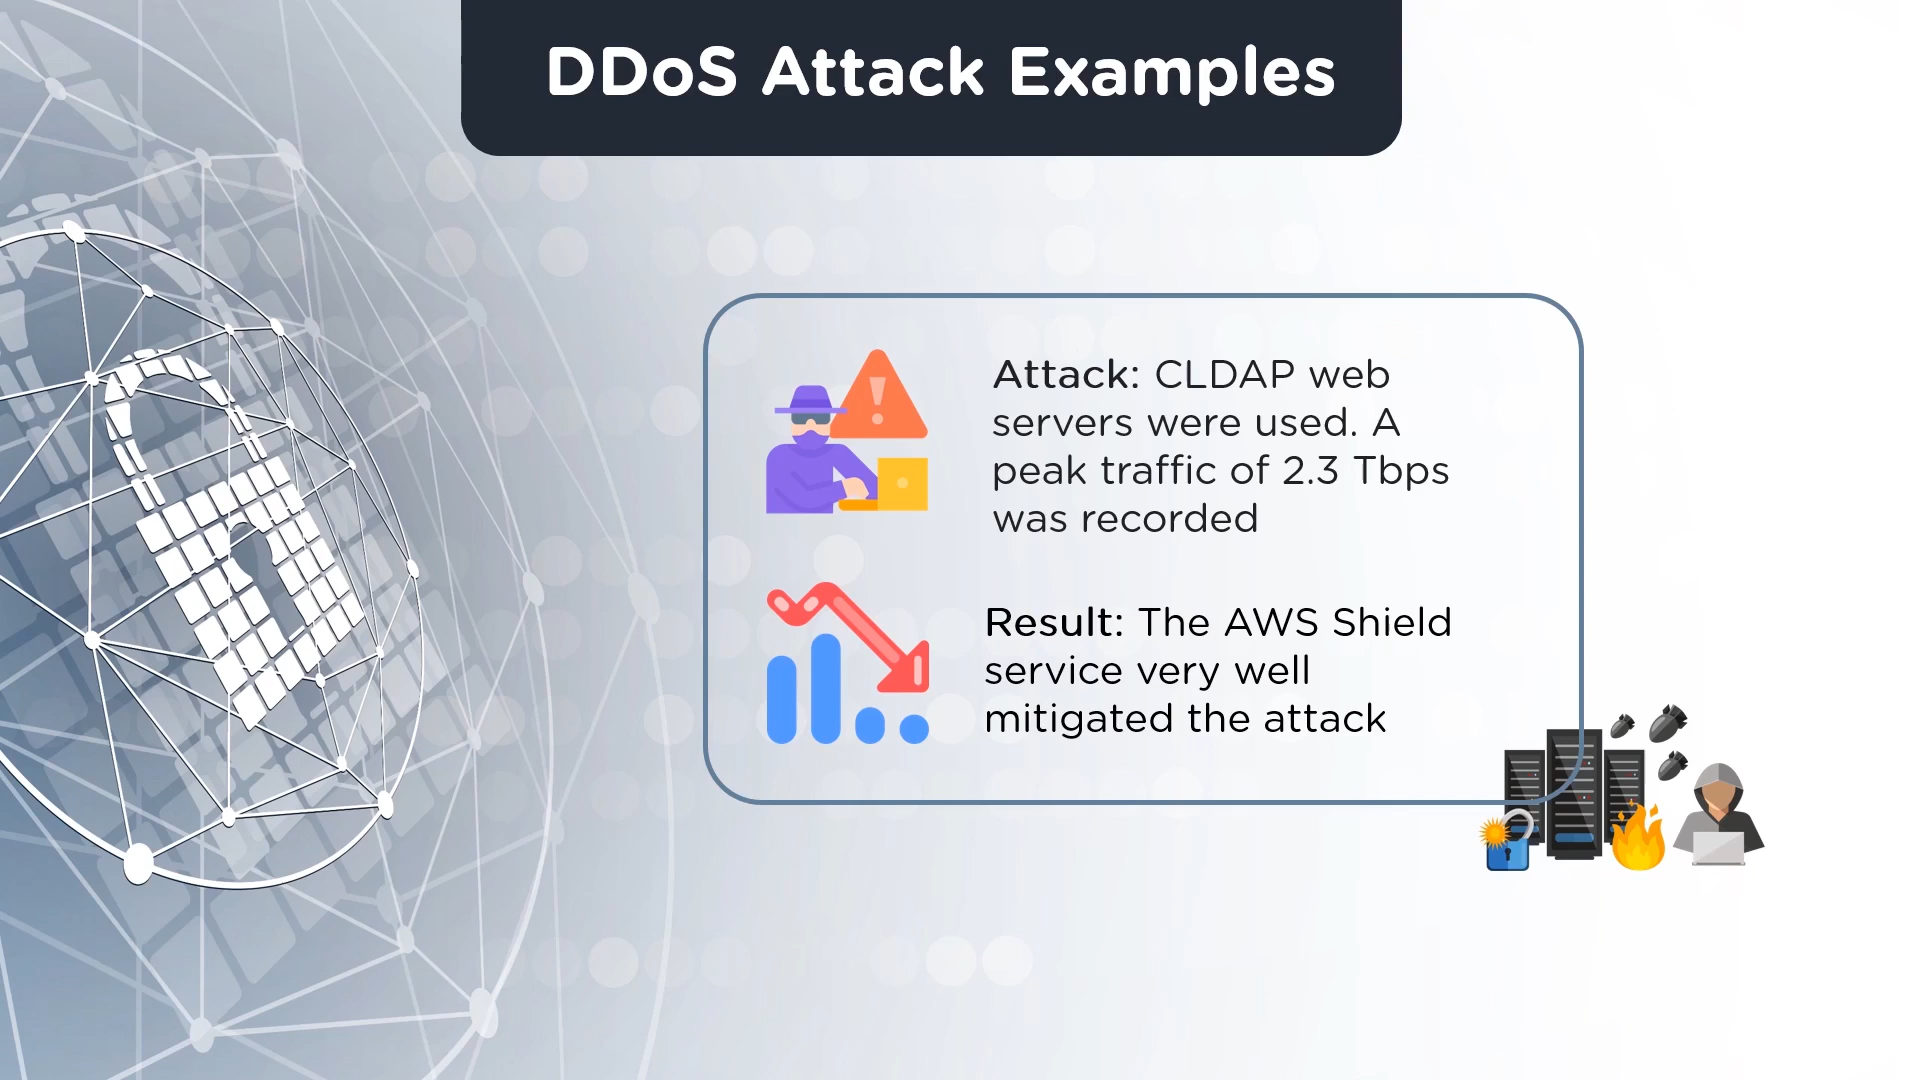 DDoS Attack Examples
Attack: CLDAP web
servers were used. A
peak traffic of 2.3 Tbps
was recorded
Result: The AWS Shield
service very well
mitigated the attack